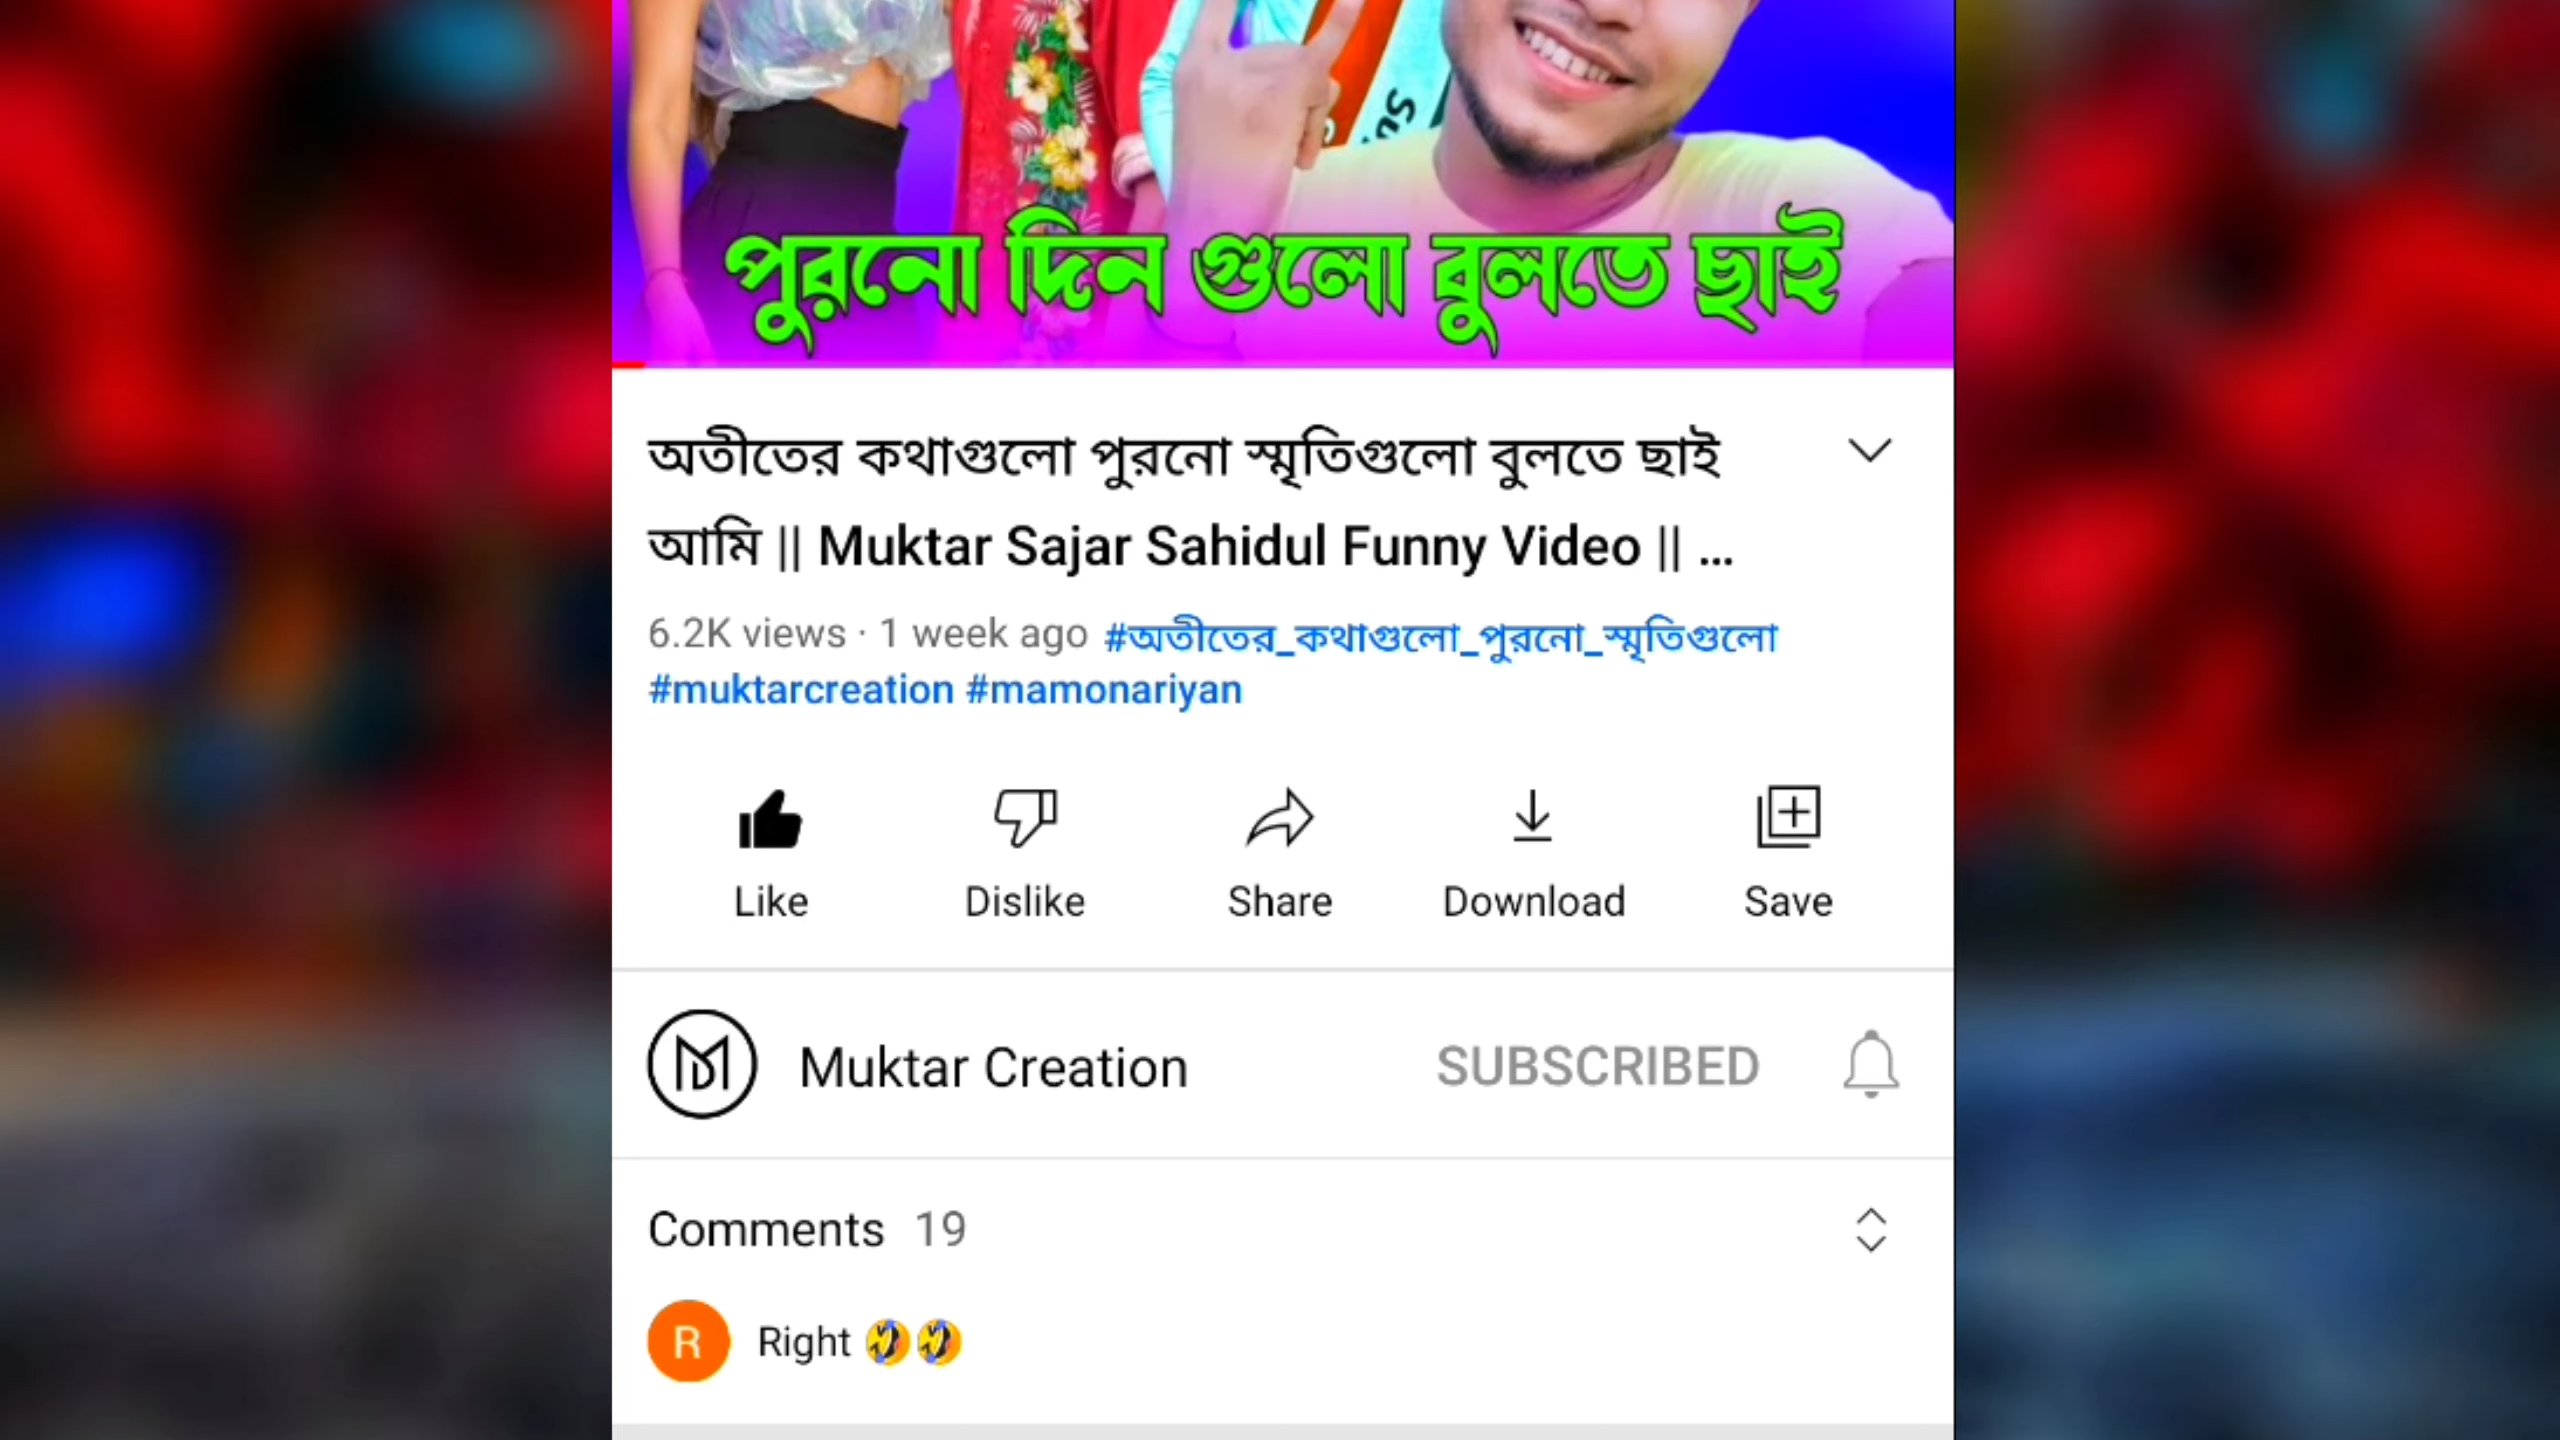 পুরনো দিন গুলো বুলতে ছাই
অতীতের কথাগুলো পুরনো স্মৃতিগুলো বুলতে ছাই
আমি || Muktar Sajar Sahidul Funny Video || ...
6.2K views · 1 week ago #অতীতের_কথাগুলো_পুরনো_স্মৃতিগুলো
#muktarcreation #mamonariyan
Like Dislike Share Download Save
Muktar Creation SUBSCRIBED
Comments 19
R Right 🤣🤣